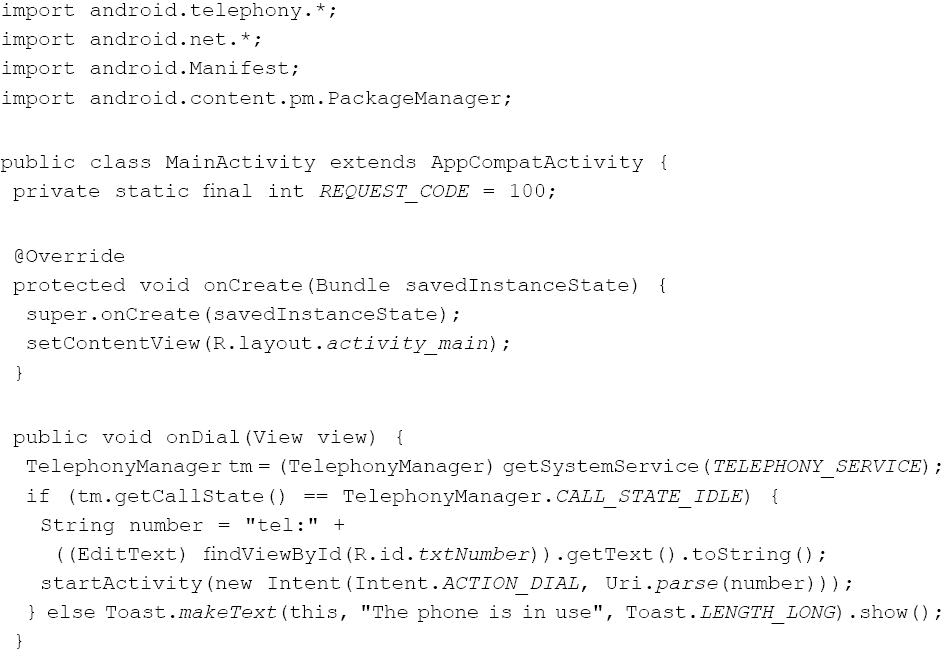 import android.telephony.*;
import android.net.*;
import android.Manifest;
import android.content.pm.PackageManager;
public class MainActivity extends AppCompatActivity {
private static final int REQUEST_CODE = 100;
@Override
protected void onCreate(Bundle savedInstanceState) {
super.onCreate(savedInstanceState);
setContentView(R.layout.activity_main);
}
public void onDial(View view) {
TelephonyManager tm = (TelephonyManager) getSystemService(TELEPHONY_SERVICE);
if (tm.getCallState() == TelephonyManager.CALL_STATE_IDLE) {
String number = "tel:" +
((EditText) findViewById(R.id.txtNumber)).getText().toString();
startActivity(new Intent(Intent.ACTION_DIAL, Uri.parse(number)));
} else Toast.makeText(this, "The phone is in use", Toast.LENGTH_LONG).show();
}